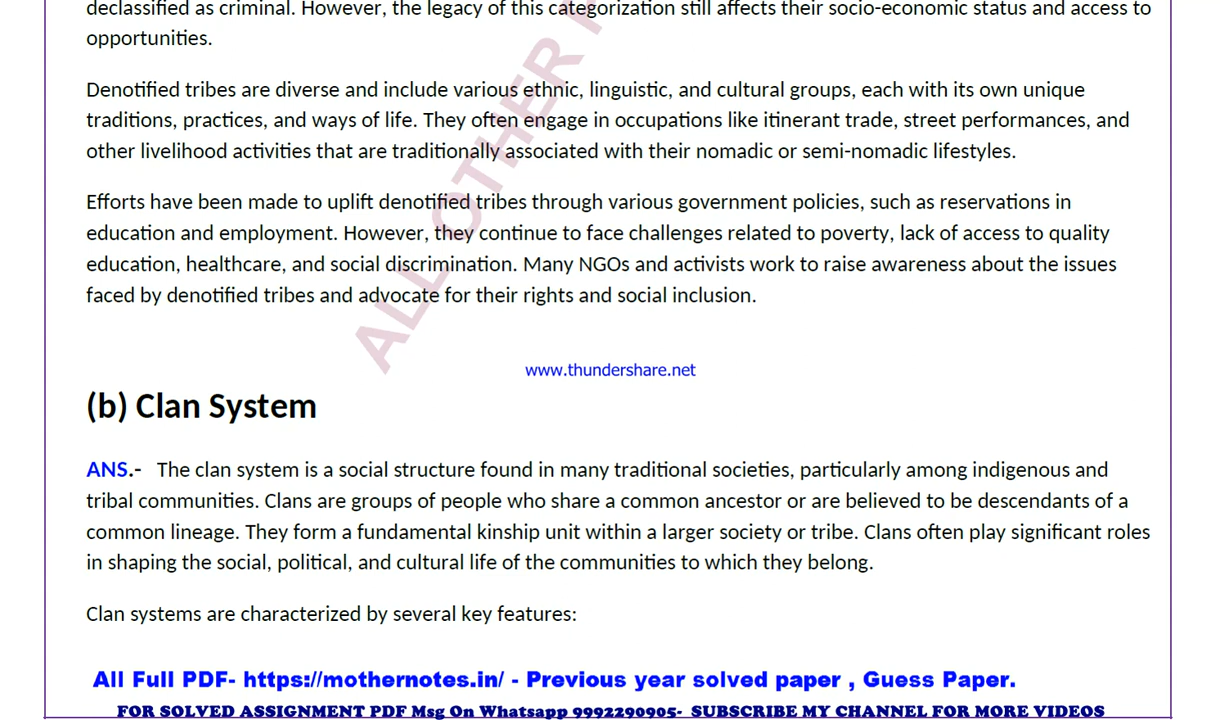 declassified as criminal. However, the legacy of this categorization still affects their socio-economic status and access to
opportunities.
Denotified tribes are diverse and include various ethnic, linguistic, and cultural groups, each with its own unique
traditions, practices, and ways of life. They often engage in occupations like itinerant trade, street performances, and
other livelihood activities that are traditionally associated with their nomadic or semi-nomadic lifestyles.
Efforts have been made to uplift denotified tribes through various government policies, such as reservations in
education and employment. However, they continue to face challenges related to poverty, lack of access to quality
education, healthcare, and social discrimination. Many NGOs and activists work to raise awareness about the issues
faced by denotified tribes and advocate for their rights and social inclusion.
ALL OTHER
www.thundershare.net
(b) Clan System
ANS.- The clan system is a social structure found in many traditional societies, particularly among indigenous and
tribal communities. Clans are groups of people who share a common ancestor or are believed to be descendants of a
common lineage. They form a fundamental kinship unit within a larger society or tribe. Clans often play significant roles
in shaping the social, political, and cultural life of the communities to which they belong.
Clan systems are characterized by several key features:
All Full PDF- https://mothernotes.in/ - Previous year solved paper , Guess Paper.
FOR SOLVED ASSIGNMENT PDF Msg On Whatsapp 9992290905- SUBSCRIBE MY CHANNEL FOR MORE VIDEOS